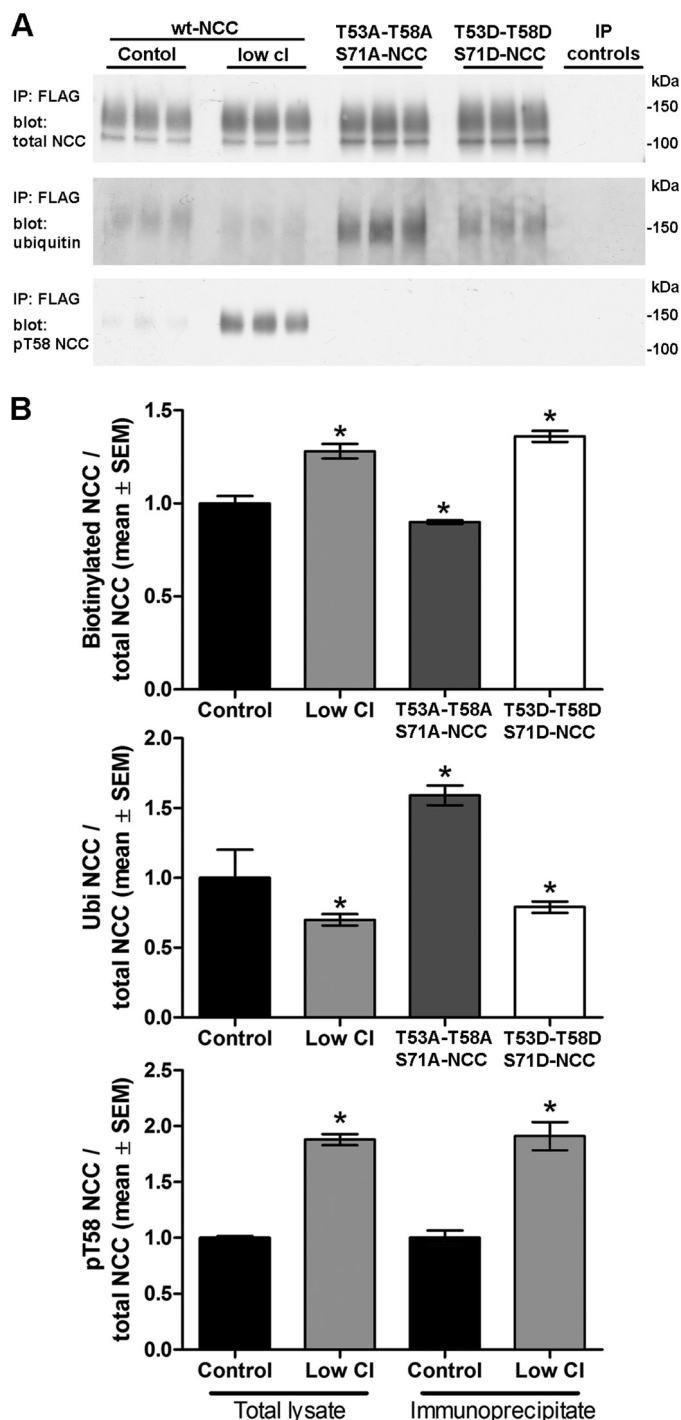 A
wt-NCC
Contol
low cl
T53A-T58A
S71A-NCC
T53D-T58D
S71D-NCC
IP
controls
IP: FLAG
blot:
total NCC
kDa
-150
-100
IP: FLAG
blot:
ubiquitin
kDa
-150
IP: FLAG
blot:
pT58 NCC
kDa
-150
-100
B
Biotinylated NCC /
total NCC (mean ± SEM)
1.5
1.0
0.5
0.0
*
*
*
Control
Low Cl
T53A-T58A
S71A-NCC
T53D-T58D
S71D-NCC
Ubi NCC /
total NCC (mean ± SEM)
2.0
1.5
1.0
0.5
0.0
*
*
*
Control
Low Cl
T53A-T58A
S71A-NCC
T53D-T58D
S71D-NCC
pT58 NCC /
total NCC (mean ± SEM)
2.5
2.0
1.5
1.0
0.5
0.0
*
*
Control
Low Cl
Control
Low Cl
Total lysate
Immunoprecipitate